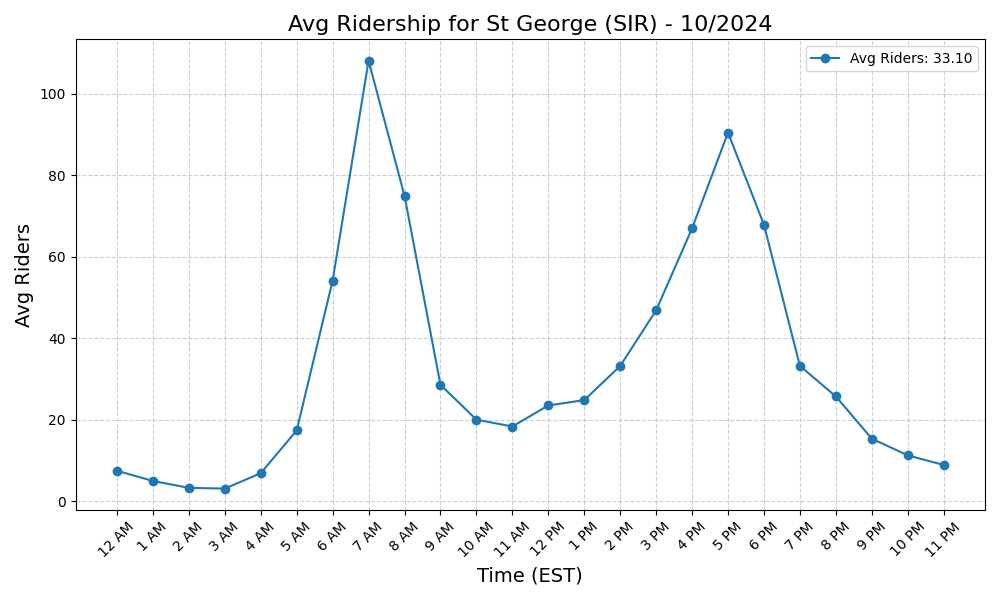 Avg Ridership for St George (SIR) - 10/2024
Avg Riders: 33.10
Avg Riders
100
80
60
40
20
0
12 AM
1 AM
2 AM
3 AM
4 AM
5 AM
6 AM
7 AM
8 AM
9 AM
10 AM
11 AM
12 PM
1 PM
2 PM
3 PM
4 PM
5 PM
6 PM
7 PM
8 PM
9 PM
10 PM
11 PM
Time (EST)